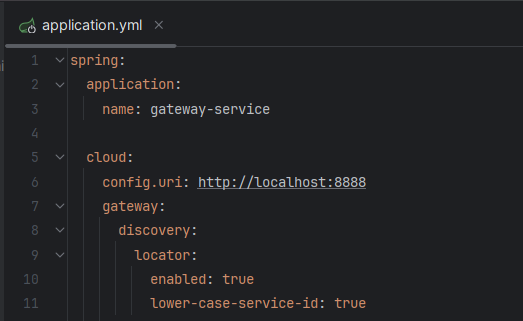 application.yml
1 spring:
2   application:
3     name: gateway-service
4
5   cloud:
6     config.uri: http://localhost:8888
7     gateway:
8       discovery:
9         locator:
10           enabled: true
11           lower-case-service-id: true